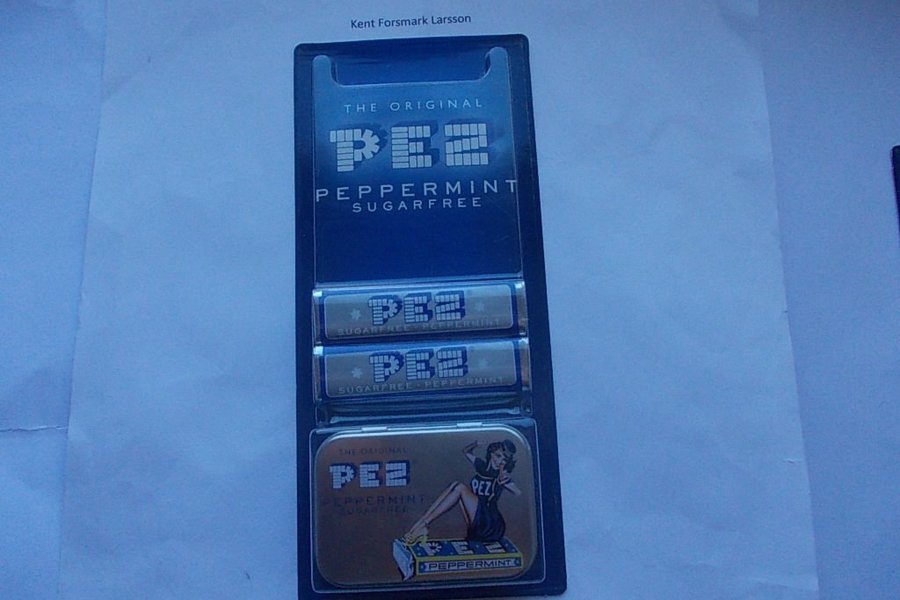 Kent Forsmark Larsson
THE ORIGINAL
PEZ
PEPPERMINT
SUGARFREE
PEZ
SUGARFREE - PEPPERMINT
PEZ
SUGARFREE - PEPPERMINT
THE ORIGINAL
PEZ
PEPPERMINT
SUGARFREE
PEZ
PEZ
PEPPERMINT